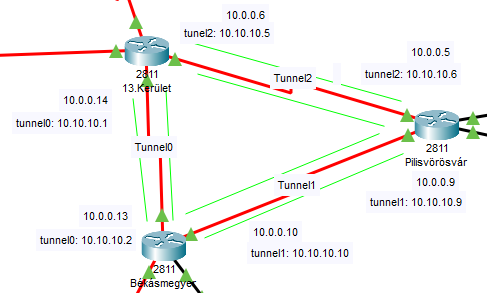 10.0.0.6
tunel2: 10.10.10.5
10.0.0.5
tunnel2: 10.10.10.6
2811
13.Kerület
Tunnel2
10.0.0.14
tunnel0: 10.10.10.1
2811
Pilisvörösvár
Tunnel0
Tunnel1
10.0.0.9
tunnel1: 10.10.10.9
10.0.0.13
tunnel0: 10.10.10.2
10.0.0.10
tunnel1: 10.10.10.10
2811
Békásmegyer